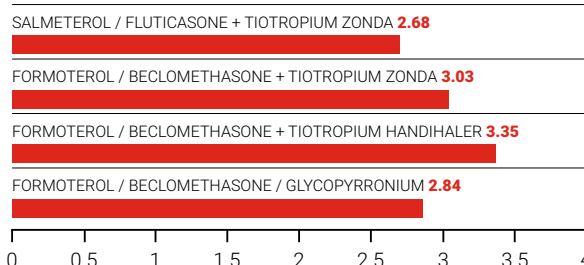 SALMETEROL / FLUTICASONE + TIOTROPIUM ZONDA 2.68
FORMOTEROL / BECLOMETHASONE + TIOTROPIUM ZONDA 3.03
FORMOTEROL / BECLOMETHASONE + TIOTROPIUM HANDIHALER 3.35
FORMOTEROL / BECLOMETHASONE / GLYCOPYRRONIUM 2.84
0 0.5 1 1.5 2 2.5 3 3.5